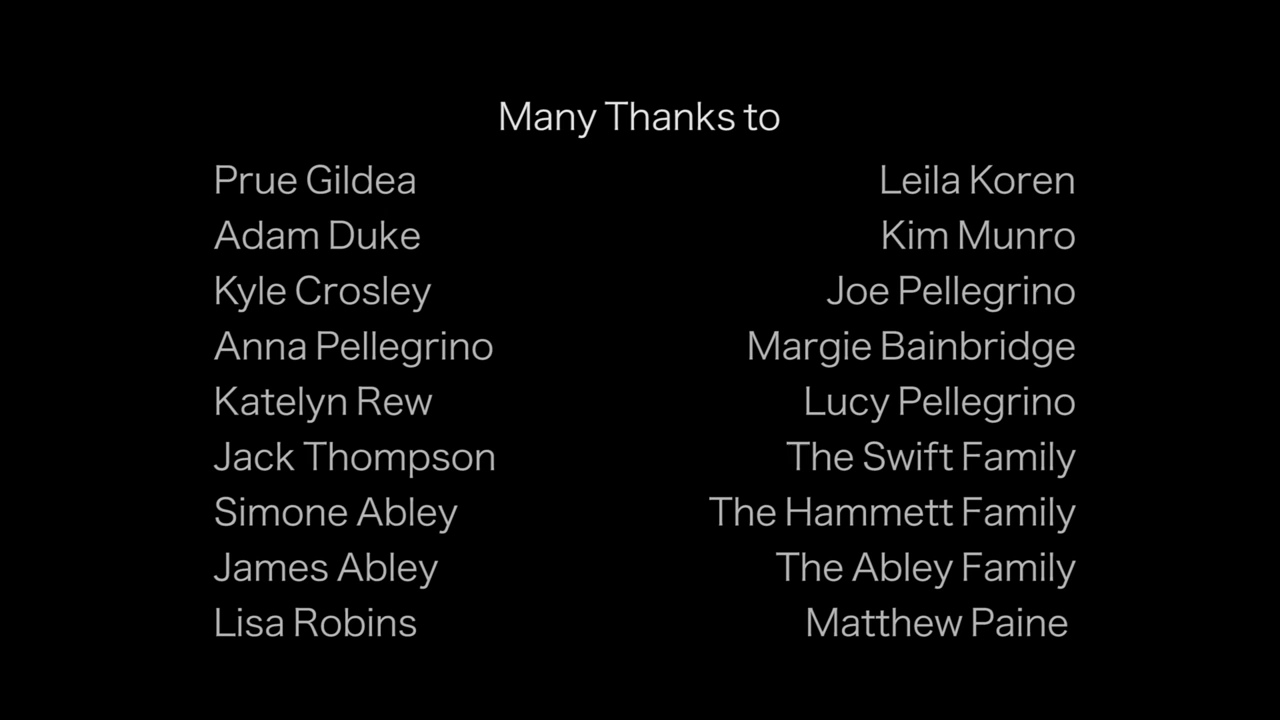 Many Thanks to
Prue Gildea Leila Koren
Adam Duke Kim Munro
Kyle Crosley Joe Pellegrino
Anna Pellegrino Margie Bainbridge
Katelyn Rew Lucy Pellegrino
Jack Thompson The Swift Family
Simone Abley The Hammett Family
James Abley The Abley Family
Lisa Robins Matthew Paine